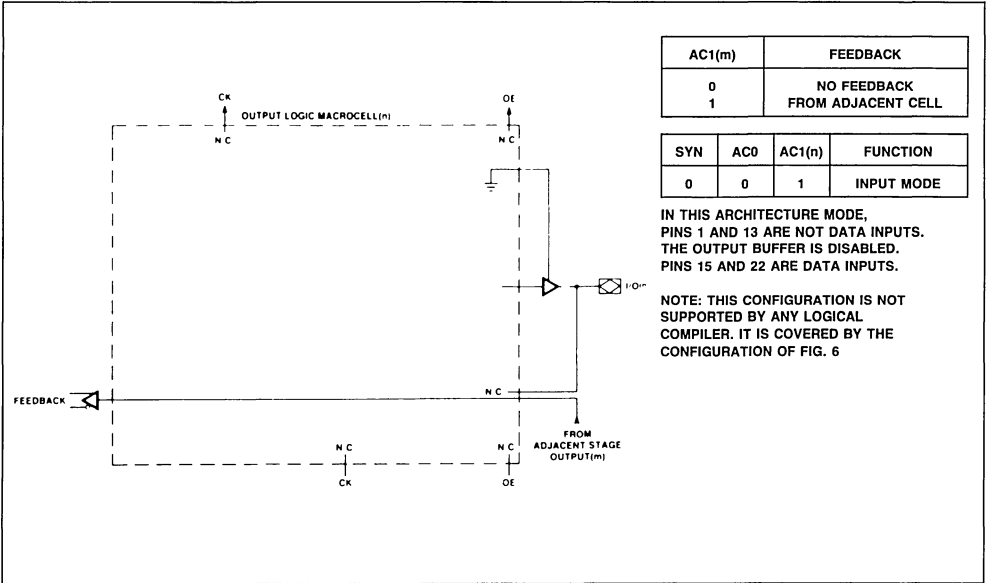 CK
OE
OUTPUT LOGIC MACROCELL(n)
N C
N C
FEEDBACK
N C
FROM
ADJACENT STAGE
OUTPUT(m)
N C
N C
CK
OE
AC1(m) FEEDBACK
0 NO FEEDBACK
1 FROM ADJACENT CELL
SYN AC0 AC1(n) FUNCTION
0 0 1 INPUT MODE
IN THIS ARCHITECTURE MODE,
PINS 1 AND 13 ARE NOT DATA INPUTS.
THE OUTPUT BUFFER IS DISABLED.
PINS 15 AND 22 ARE DATA INPUTS.
NOTE: THIS CONFIGURATION IS NOT
SUPPORTED BY ANY LOGICAL
COMPILER. IT IS COVERED BY THE
CONFIGURATION OF FIG. 6